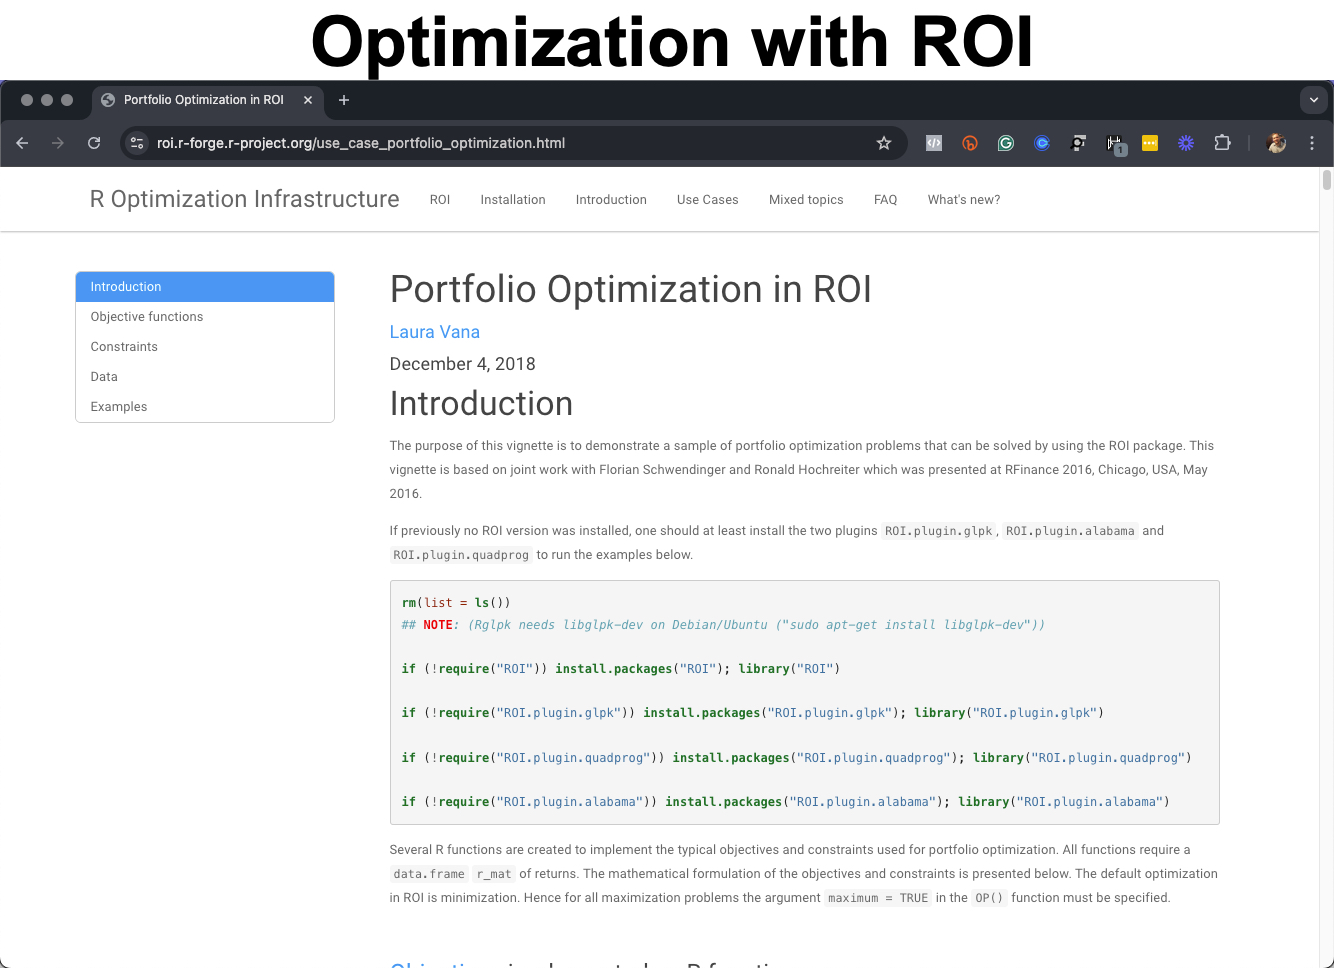 Optimization with ROI
Portfolio Optimization in ROI
roi.r-forge.r-project.org/use_case_portfolio_optimization.html
1
R Optimization Infrastructure
ROI
Installation
Introduction
Use Cases
Mixed topics
FAQ
What's new?
Introduction
Objective functions
Constraints
Data
Examples
Portfolio Optimization in ROI
Laura Vana
December 4, 2018
Introduction
The purpose of this vignette is to demonstrate a sample of portfolio optimization problems that can be solved by using the ROI package. This
vignette is based on joint work with Florian Schwendinger and Ronald Hochreiter which was presented at RFinance 2016, Chicago, USA, May
2016.
If previously no ROI version was installed, one should at least install the two plugins ROI.plugin.glpk, ROI.plugin.alabama and
ROI.plugin.quadprog to run the examples below.
rm(list = ls())
## NOTE: (Rglpk needs libglpk-dev on Debian/Ubuntu ("sudo apt-get install libglpk-dev"))
if (!require("ROI")) install.packages("ROI"); library("ROI")
if (!require("ROI.plugin.glpk")) install.packages("ROI.plugin.glpk"); library("ROI.plugin.glpk")
if (!require("ROI.plugin.quadprog")) install.packages("ROI.plugin.quadprog"); library("ROI.plugin.quadprog")
if (!require("ROI.plugin.alabama")) install.packages("ROI.plugin.alabama"); library("ROI.plugin.alabama")
Several R functions are created to implement the typical objectives and constraints used for portfolio optimization. All functions require a
data.frame r_mat of returns. The mathematical formulation of the objectives and constraints is presented below. The default optimization
in ROI is minimization. Hence for all maximization problems the argument maximum = TRUE in the OP() function must be specified.